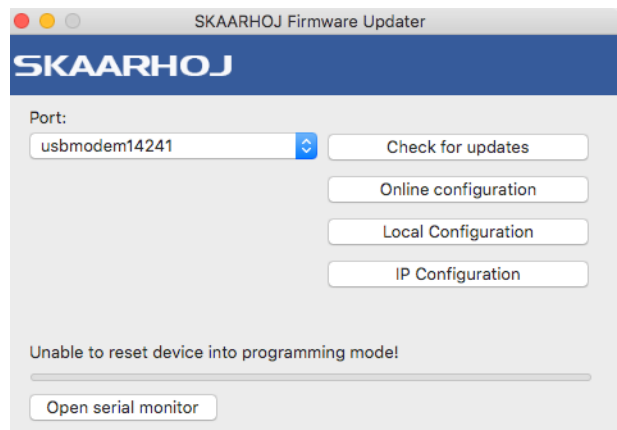 SKAARHOJ Firmware Updater
SKAARHOJ
Port:
usbmodem14241
Check for updates
Online configuration
Local Configuration
IP Configuration
Unable to reset device into programming mode!
Open serial monitor